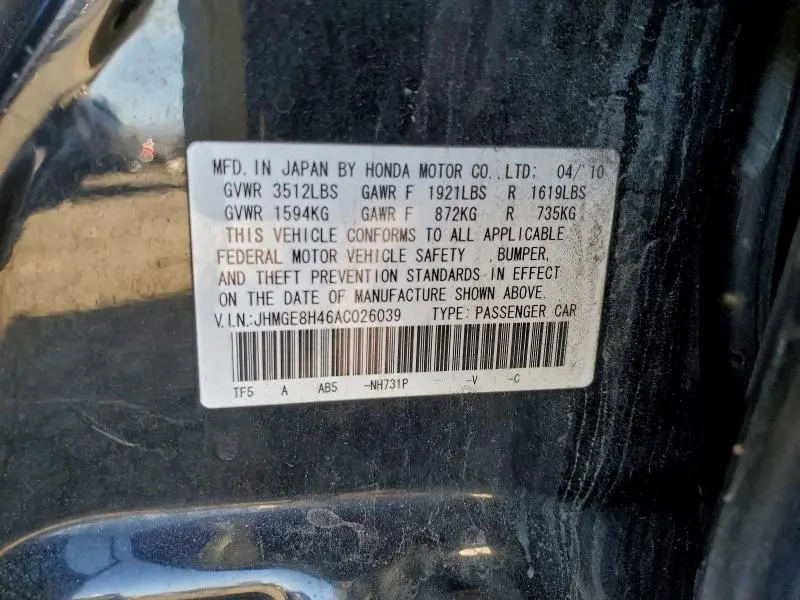 MFD. IN JAPAN BY HONDA MOTOR CO.,LTD: 04/10
GVWR 3512LBS GAWR F 1921LBS R 1619LBS
GVWR 1594KG GAWR F 872KG R 735KG
THIS VEHICLE CONFORMS TO ALL APPLICABLE
FEDERAL MOTOR VEHICLE SAFETY , BUMPER,
AND THEFT PREVENTION STANDARDS IN EFFECT
ON THE DATE OF MANUFACTURE SHOWN ABOVE.
V.I.N:JHMGE8H46AC026039 TYPE: PASSENGER CAR
TF5 A AB5 -NH731P -V -C